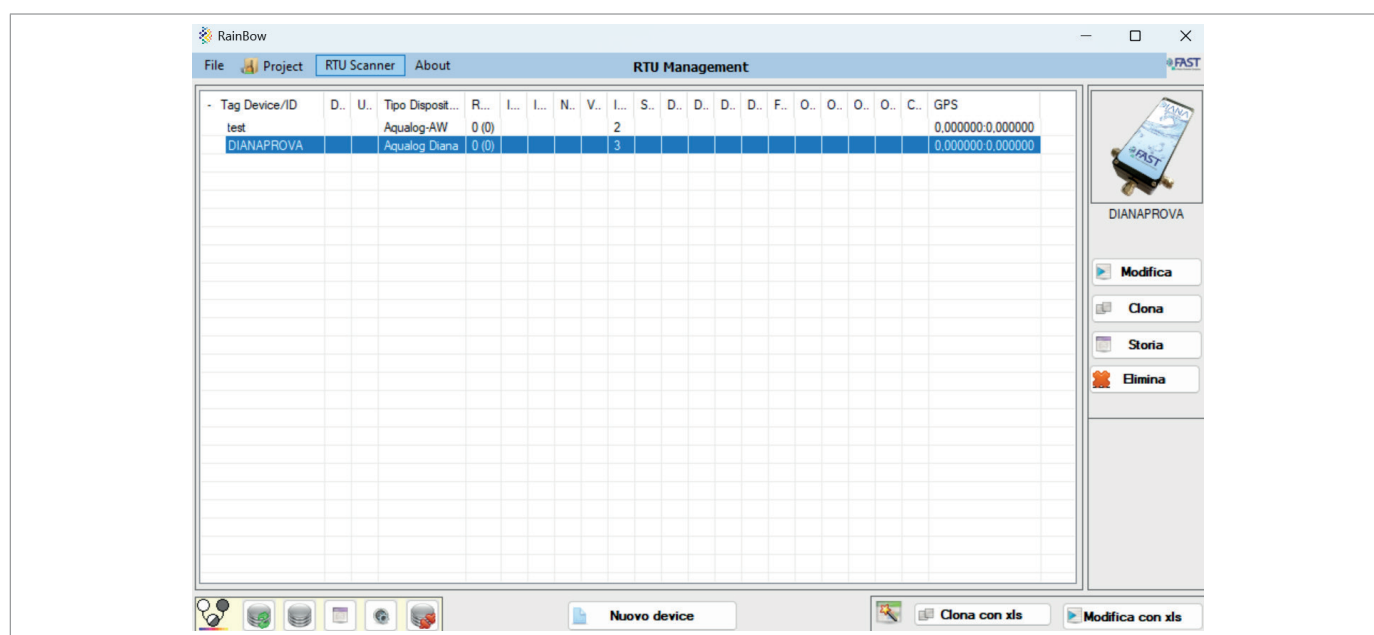 RainBow
File Project RTU Scanner About RTU Management FAST
- Tag Device/ID D.. U.. Tipo Disposit... R... I... I... N.. V.. I... S.. D.. D.. D.. D.. F.. O.. O.. O.. O.. C.. GPS
test Aqualog-AW 0 (0) 2 0,000000:0,000000
DIANAPROVA Aqualog Diana 0 (0) 3 0,000000:0,000000
DIANA
FAST
DIANAPROVA
Modifica
Clona
Storia
Elimina
Nuovo device Clona con xls Modifica con xls